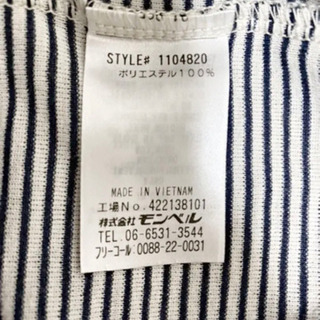 STYLE# 1104820
ポリエステル100%
MADE IN VIETNAM
工場No.422138101
株式会社モンベル
TEL.06-6531-3544
フリーコール:0088-22-0031